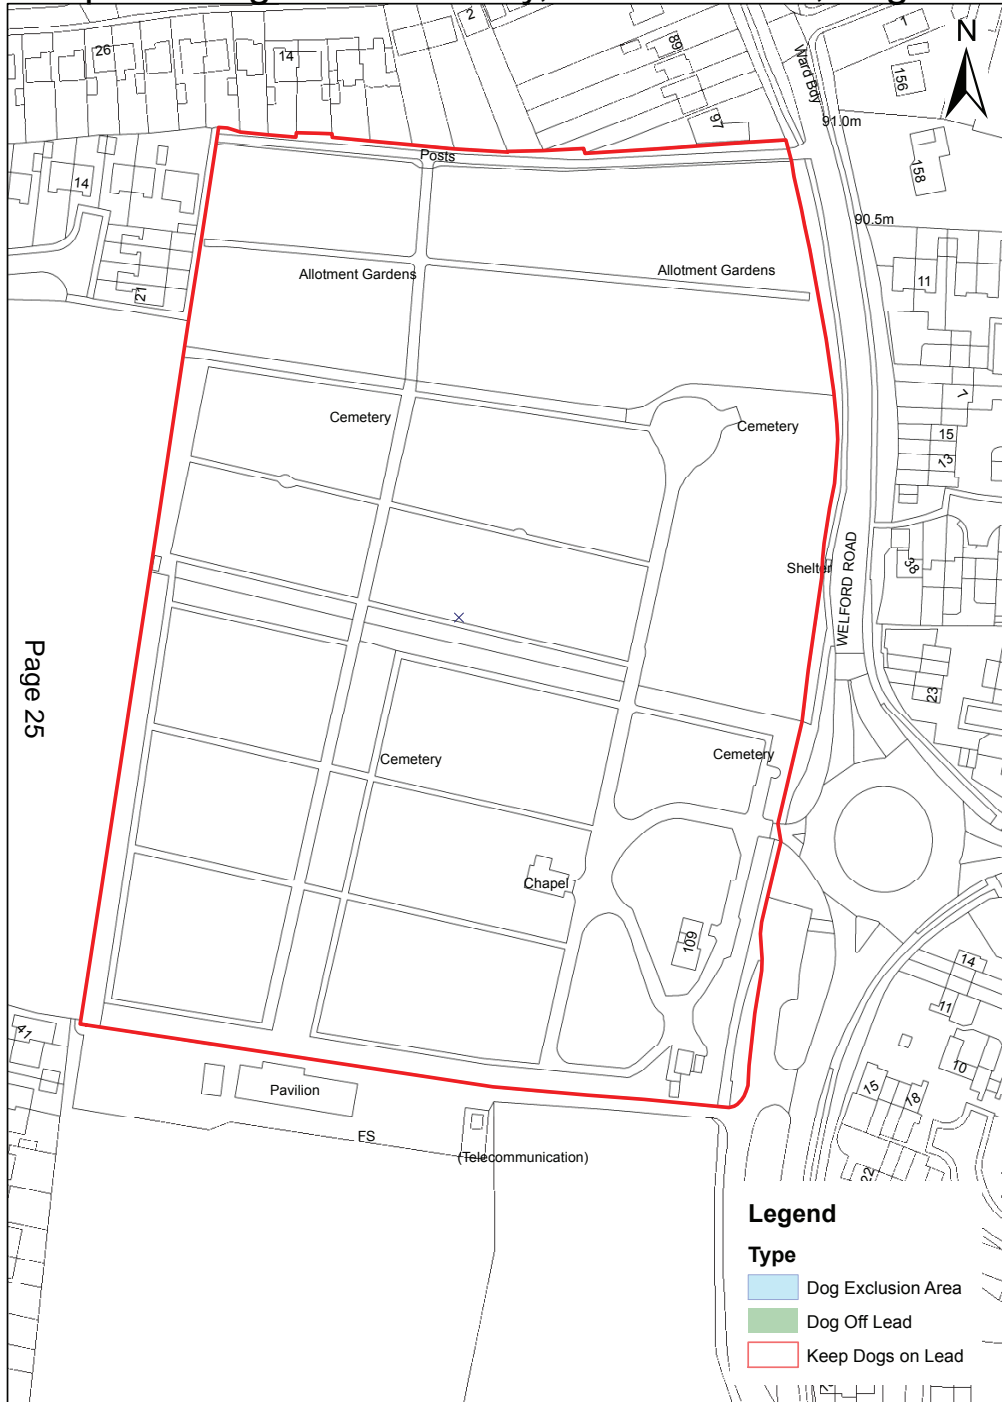 N
26
14
2
89
97
Ward Bdy
1
156
91.0m
158
90.5m
Posts
14
21
Allotment Gardens
Allotment Gardens
11
7
15
13
Cemetery
Cemetery
Shelter
38
WELFORD ROAD
23
Page 25
Cemetery
Cemetery
Chapel
109
14
11
10
15
18
22
41
Pavilion
FS
(Telecommunication)
Legend
Type
Dog Exclusion Area
Dog Off Lead
Keep Dogs on Lead